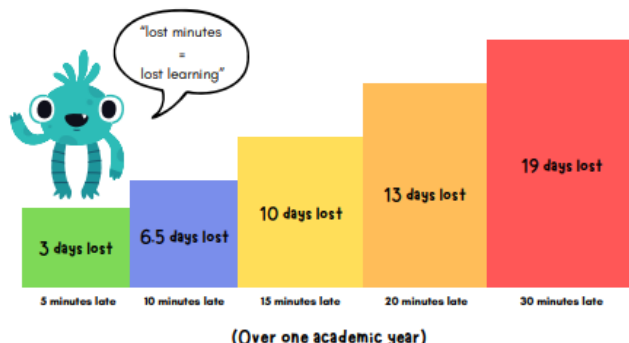 “lost minutes
=
lost learning”
3 days lost
6.5 days lost
10 days lost
13 days lost
19 days lost
5 minutes late
10 minutes late
15 minutes late
20 minutes late
30 minutes late
(Over one academic year)